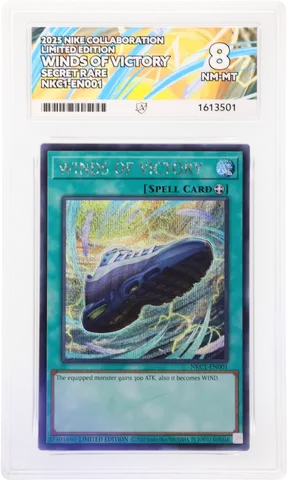 2025 NIKE COLLABORATION
LIMITED EDITION
WINDS OF VICTORY
SECRET RARE
NKC1-EN001
8
NM-MT
1613501
WINDS OF VICTORY
[SPELL CARD
NKC1-EN001
The equipped monster gains 300 ATK, also it becomes WIND.
LIMITED EDITION